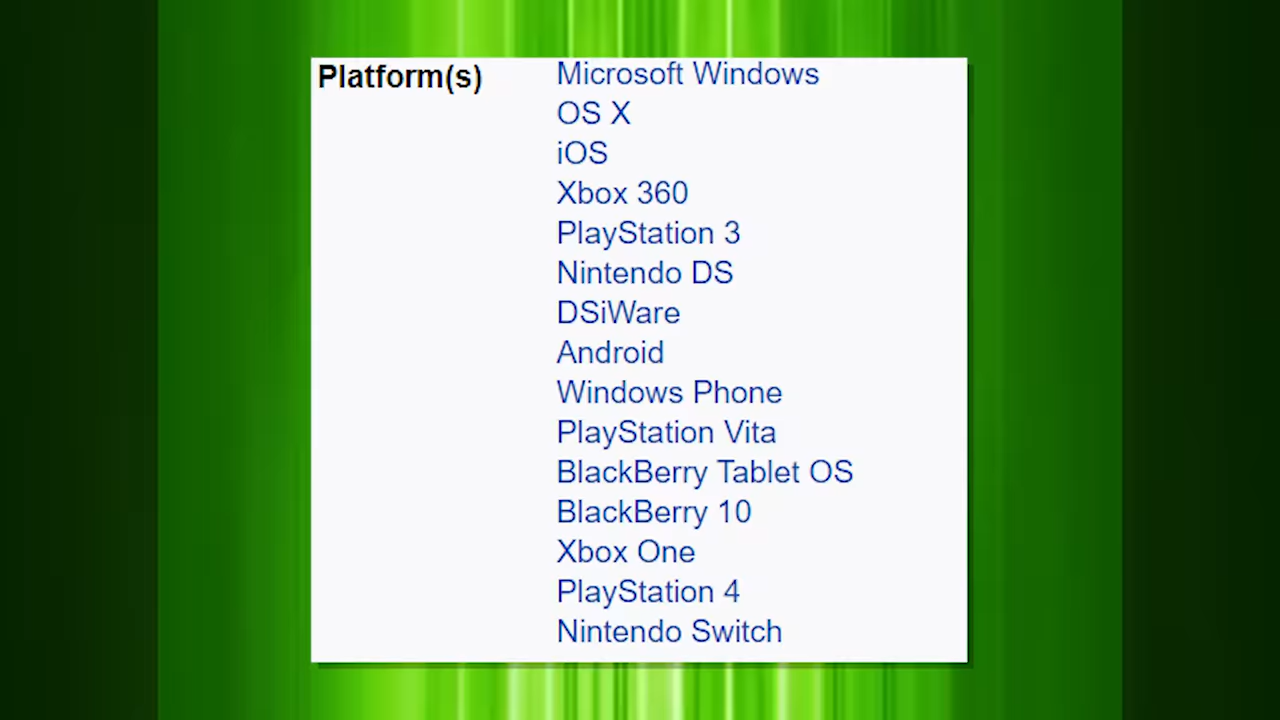 Platform(s) Microsoft Windows
OS X
iOS
Xbox 360
PlayStation 3
Nintendo DS
DSiWare
Android
Windows Phone
PlayStation Vita
BlackBerry Tablet OS
BlackBerry 10
Xbox One
PlayStation 4
Nintendo Switch